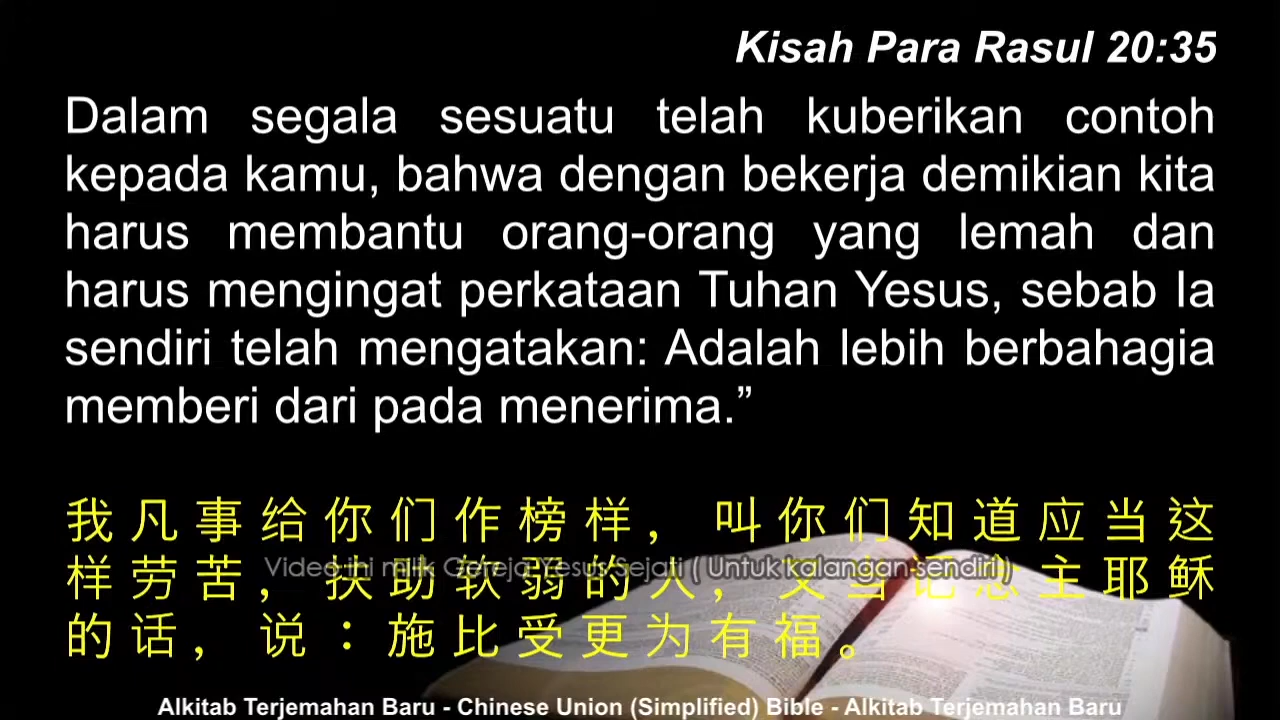 Kisah Para Rasul 20:35
Dalam segala sesuatu telah kuberikan contoh
kepada kamu, bahwa dengan bekerja demikian kita
harus membantu orang-orang yang lemah dan
harus mengingat perkataan Tuhan Yesus, sebab Ia
sendiri telah mengatakan: Adalah lebih berbahagia
memberi dari pada menerima.”
我凡事给你们作榜样，叫你们知道应当这
样劳苦，扶助软弱的人，又当记念主耶稣
Video ini milik Gereja Yesus Sejati ( Untuk kalangan sendiri )
的话，说：施比受更为有福。
Alkitab Terjemahan Baru - Chinese Union (Simplified) Bible - Alkitab Terjemahan Baru